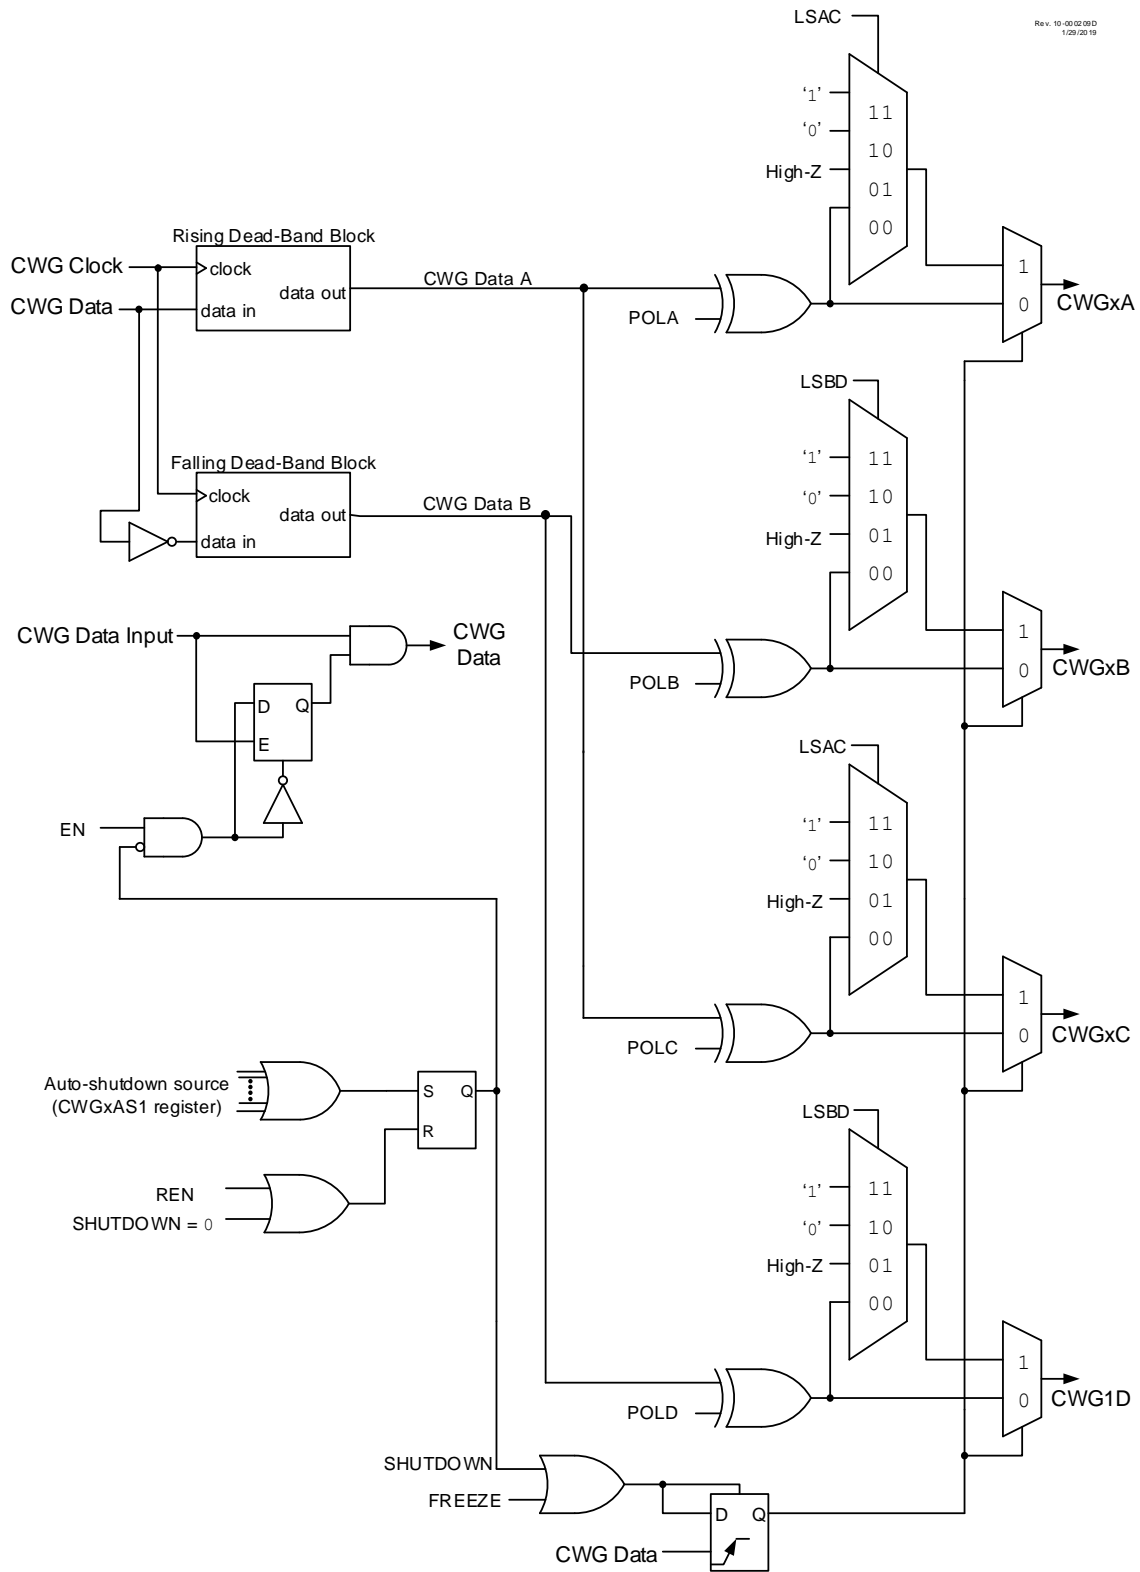 LSAC
Rev. 10-000209D
1/29/2019
'1'
11
'0'
10
High-Z
01
00
Rising Dead-Band Block
CWG Clock
clock
CWG Data A
data out
CWG Data
data in
POLA
1
0
CWGxA
LSBD
'1'
11
'0'
10
High-Z
01
00
Falling Dead-Band Block
clock
CWG Data B
data out
data in
CWG Data Input
CWG
Data
1
0
CWGxB
POLB
D
Q
E
LSAC
'1'
11
'0'
10
High-Z
01
00
EN
1
0
CWGxC
POLC
Auto-shutdown source
(CWGxAS1 register)
S
Q
R
REN
SHUTDOWN = 0
LSBD
'1'
11
'0'
10
High-Z
01
00
1
0
CWG1D
POLD
SHUTDOWN
FREEZE
D
Q
CWG Data